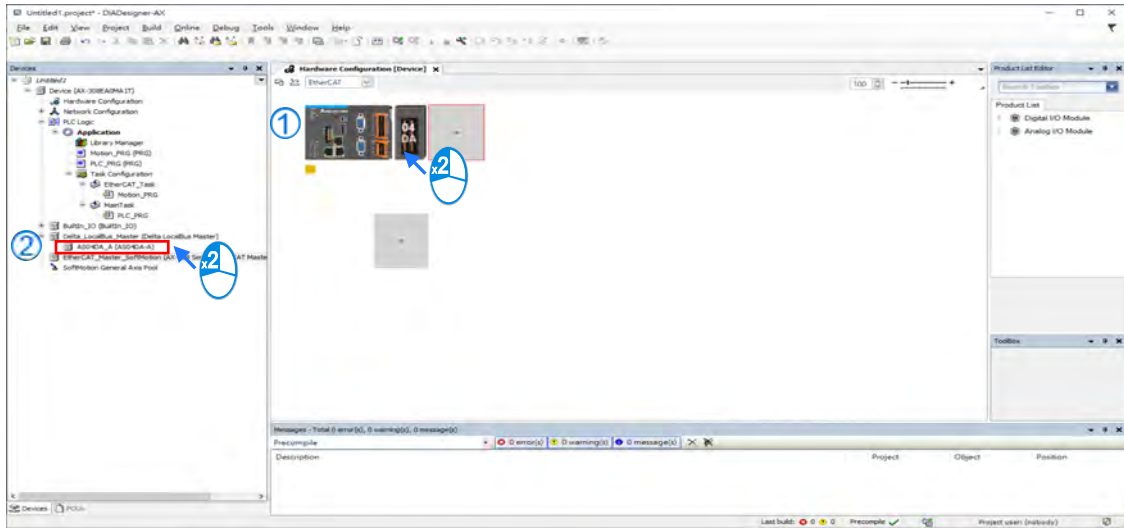 Untitled1.project* - DIADesigner-AX
File Edit View Project Build Online Debug Tools Window Help
Devices
Untitled1
Device (AX-308EA0MA1T)
Hardware Configuration
Network Configuration
PLC Logic
Application
Library Manager
Motion_PRG (PRG)
PLC_PRG (PRG)
Task Configuration
EtherCAT_Task
Motion_PRG
MainTask
PLC_PRG
BuiltIn_IO (BuiltIn_IO)
Delta_LocalBus_Master (Delta LocalBus Master)
AS04DA_A (AS04DA-A)
EtherCAT_Master_SoftMotion
AT Maste
SoftMotion General Axis Pool
Devices POUs
2
x2
Hardware Configuration [Device]
EtherCAT
100
1
04
DA
x2
Product List Editor
Product List
Digital I/O Module
Analog I/O Module
ToolBox
Messages - Total 0 error(s), 0 warning(s), 0 message(s)
Precompile 0 error(s) 0 warning(s) 0 message(s)
Description Project Object Position
Last build: 0 0 Precompile Project user: (nobody)